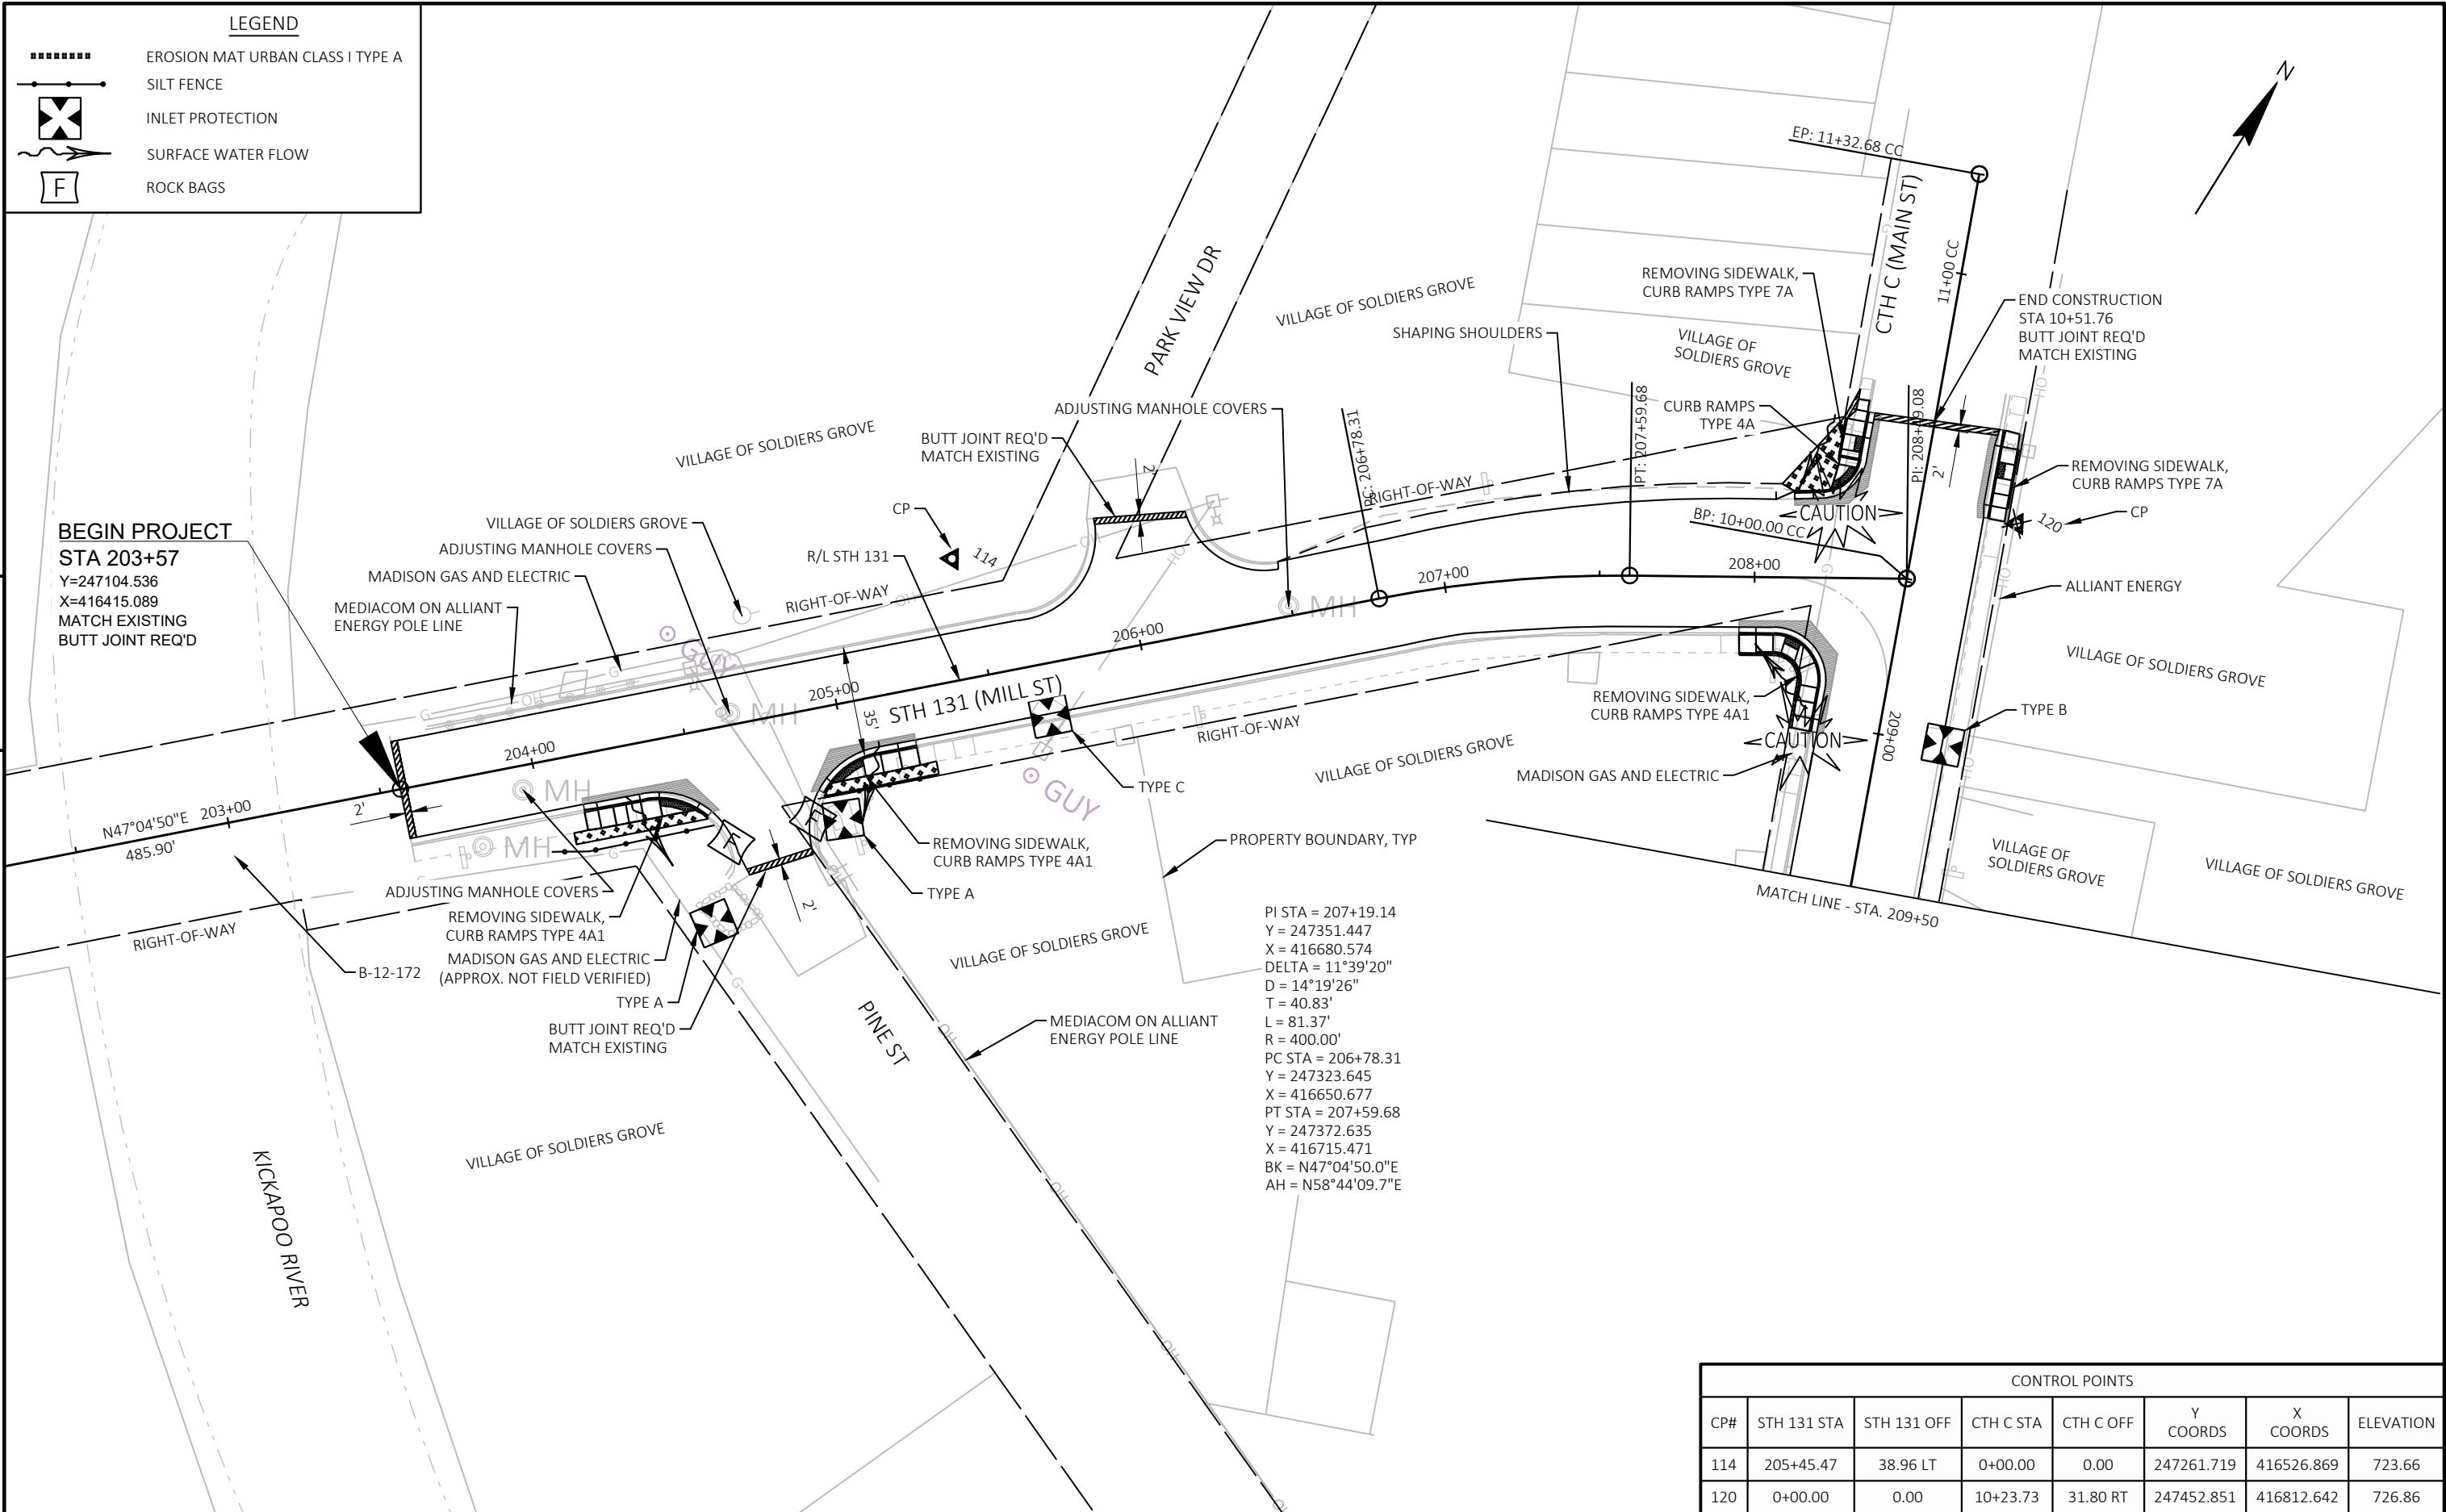 LEGEND
EROSION MAT URBAN CLASS I TYPE A
SILT FENCE
INLET PROTECTION
SURFACE WATER FLOW
F
ROCK BAGS
N
EP: 11+32.68 CC
CTH C (MAIN ST)
11+00 CC
REMOVING SIDEWALK,
CURB RAMPS TYPE 7A
END CONSTRUCTION
STA 10+51.76
BUTT JOINT REQ'D
MATCH EXISTING
PARK VIEW DR
VILLAGE OF SOLDIERS GROVE
SHAPING SHOULDERS
VILLAGE OF
SOLDIERS GROVE
CURB RAMPS
TYPE 4A
PI: 208+49.08
2'
PT: 207+59.68
PC: 206+78.31
ADJUSTING MANHOLE COVERS
BUTT JOINT REQ'D
MATCH EXISTING
2'
VILLAGE OF SOLDIERS GROVE
RIGHT-OF-WAY
REMOVING SIDEWALK,
CURB RAMPS TYPE 7A
CP
120
CAUTION
BP: 10+00.00 CC
CP
114
BEGIN PROJECT
STA 203+57
Y=247104.536
X=416415.089
MATCH EXISTING
BUTT JOINT REQ'D
VILLAGE OF SOLDIERS GROVE
ADJUSTING MANHOLE COVERS
MADISON GAS AND ELECTRIC
MEDIACOM ON ALLIANT
ENERGY POLE LINE
R/L STH 131
RIGHT-OF-WAY
OH
OH
OH
OH
G
G
OH
GUY
MH
MH
MH
MH
207+00
208+00
206+00
205+00
204+00
35'
STH 131 (MILL ST)
ALLIANT ENERGY
VILLAGE OF SOLDIERS GROVE
REMOVING SIDEWALK,
CURB RAMPS TYPE 4A1
TYPE B
209+00
CAUTION
MADISON GAS AND ELECTRIC
RIGHT-OF-WAY
VILLAGE OF SOLDIERS GROVE
TYPE C
GUY
N47°04'50"E
203+00
485.90'
2'
F
F
REMOVING SIDEWALK,
CURB RAMPS TYPE 4A1
TYPE A
PROPERTY BOUNDARY, TYP
VILLAGE OF
SOLDIERS GROVE
VILLAGE OF SOLDIERS GROVE
MATCH LINE - STA. 209+50
ADJUSTING MANHOLE COVERS
REMOVING SIDEWALK,
CURB RAMPS TYPE 4A1
RIGHT-OF-WAY
B-12-172
MADISON GAS AND ELECTRIC
(APPROX. NOT FIELD VERIFIED)
TYPE A
BUTT JOINT REQ'D
MATCH EXISTING
2'
VILLAGE OF SOLDIERS GROVE
PINE ST
MEDIACOM ON ALLIANT
ENERGY POLE LINE
PI STA = 207+19.14
Y = 247351.447
X = 416680.574
DELTA = 11°39'20"
D = 14°19'26"
T = 40.83'
L = 81.37'
R = 400.00'
PC STA = 206+78.31
Y = 247323.645
X = 416650.677
PT STA = 207+59.68
Y = 247372.635
X = 416715.471
BK = N47°04'50.0"E
AH = N58°44'09.7"E
VILLAGE OF SOLDIERS GROVE
KICKAPOO RIVER
CONTROL POINTS
CP# STH 131 STA STH 131 OFF CTH C STA CTH C OFF Y COORDS X COORDS ELEVATION
114 205+45.47 38.96 LT 0+00.00 0.00 247261.719 416526.869 723.66
120 0+00.00 0.00 10+23.73 31.80 RT 247452.851 416812.642 726.86